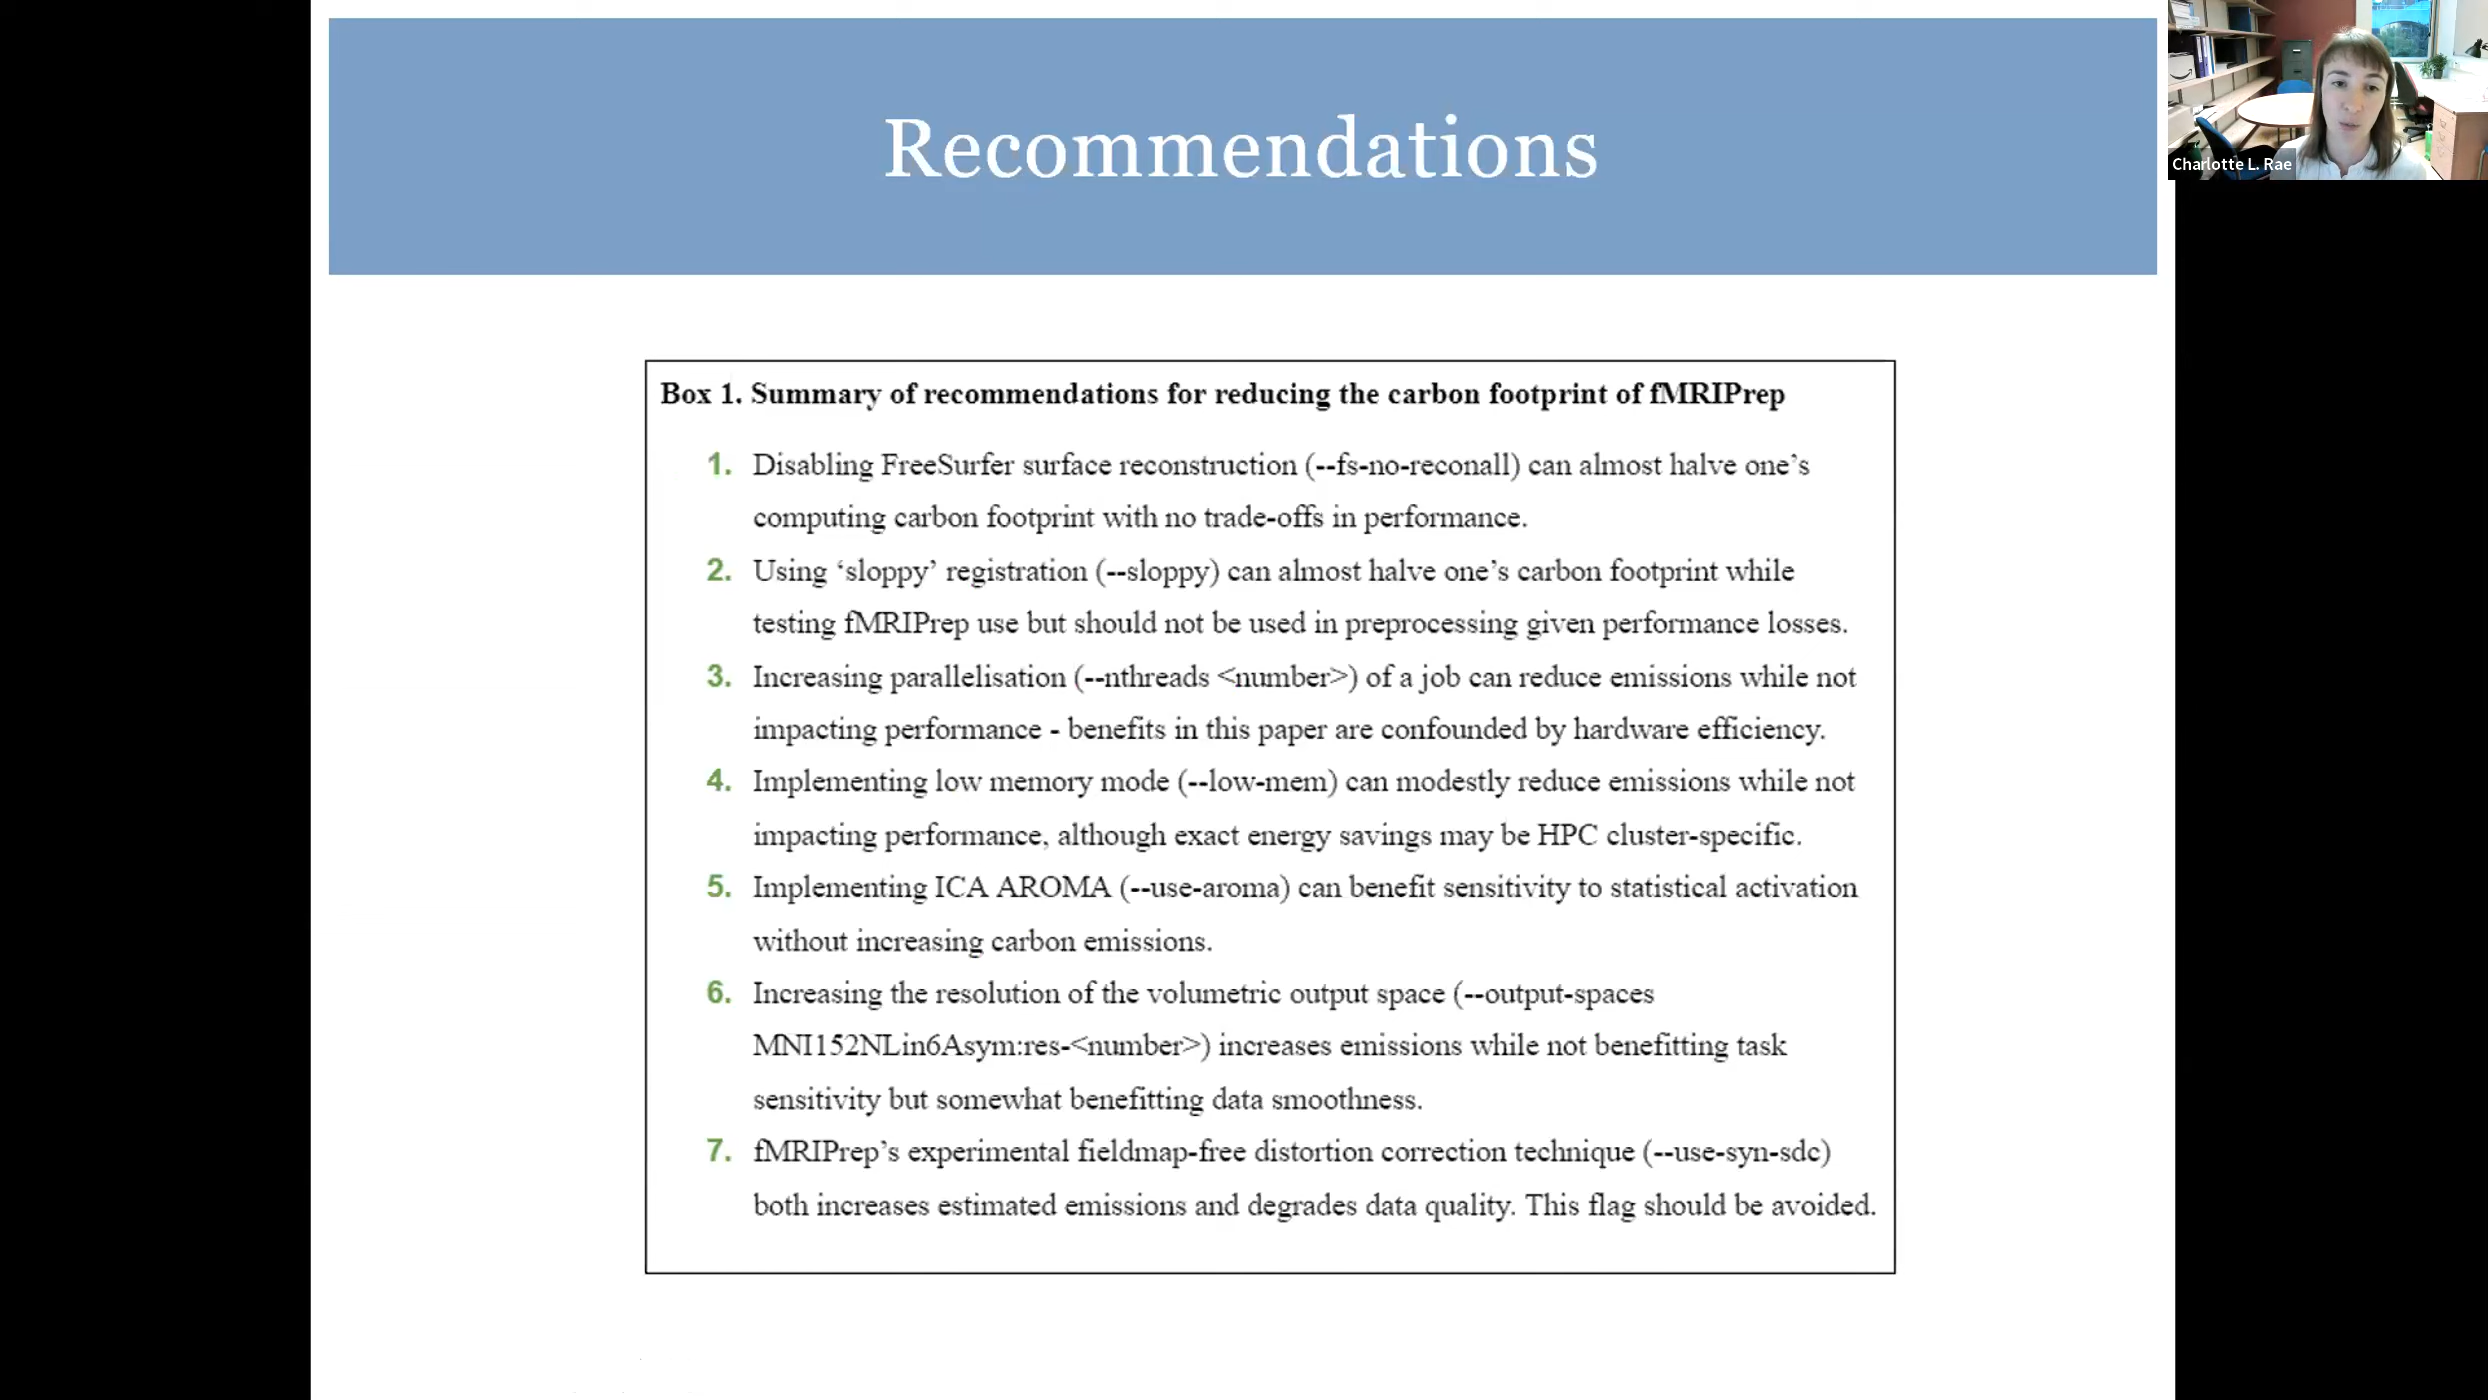 Recommendations
Charlotte L. Rae
Box 1. Summary of recommendations for reducing the carbon footprint of fMRIPrep
1. Disabling FreeSurfer surface reconstruction (--fs-no-reconall) can almost halve one’s
computing carbon footprint with no trade-offs in performance.
2. Using ‘sloppy’ registration (--sloppy) can almost halve one’s carbon footprint while
testing fMRIPrep use but should not be used in preprocessing given performance losses.
3. Increasing parallelisation (--nthreads <number>) of a job can reduce emissions while not
impacting performance - benefits in this paper are confounded by hardware efficiency.
4. Implementing low memory mode (--low-mem) can modestly reduce emissions while not
impacting performance, although exact energy savings may be HPC cluster-specific.
5. Implementing ICA AROMA (--use-aroma) can benefit sensitivity to statistical activation
without increasing carbon emissions.
6. Increasing the resolution of the volumetric output space (--output-spaces
MNI152NLin6Asym:res-<number>) increases emissions while not benefitting task
sensitivity but somewhat benefitting data smoothness.
7. fMRIPrep’s experimental fieldmap-free distortion correction technique (--use-syn-sdc)
both increases estimated emissions and degrades data quality. This flag should be avoided.